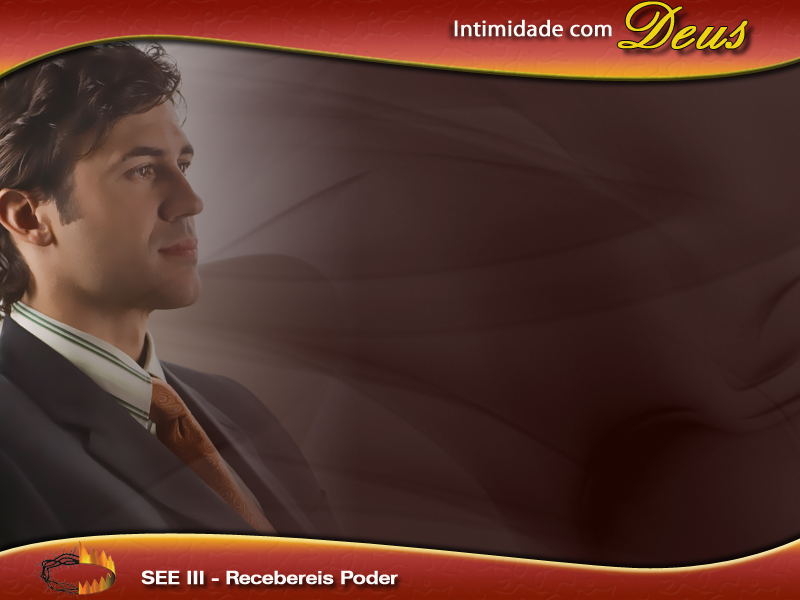 Intimidade com Deus
SEE III - Recebereis Poder